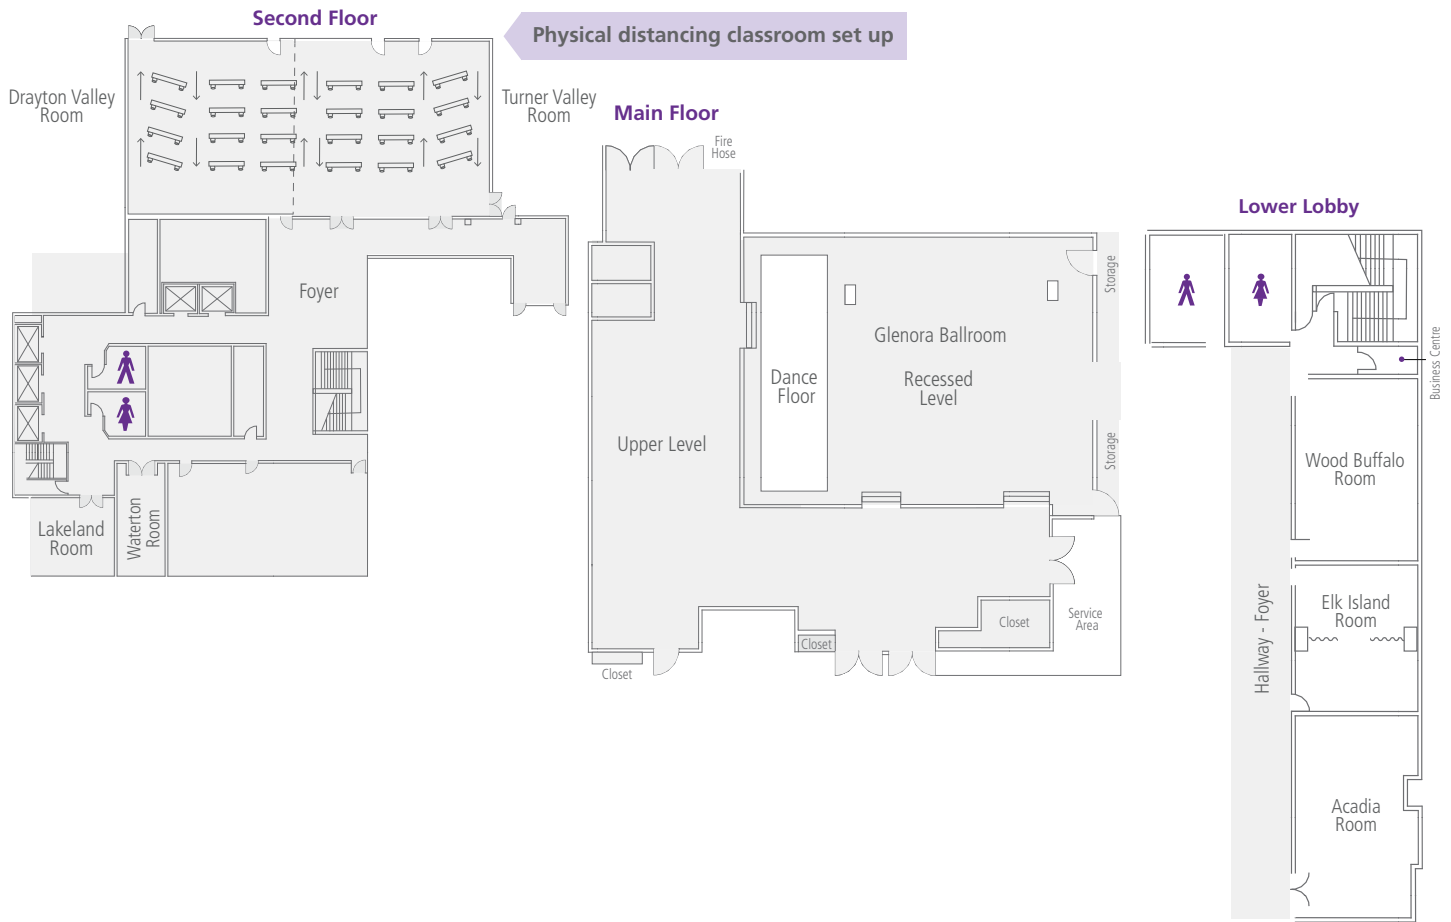 Second Floor
Physical distancing classroom set up
Drayton Valley
Room
Turner Valley
Room
Foyer
Lakeland
Room
Waterton
Room
Main Floor
Fire
Hose
Storage
Glenora Ballroom
Dance
Floor
Recessed
Level
Upper Level
Storage
Closet
Service
Area
Closet
Closet
Lower Lobby
Business Centre
Wood Buffalo
Room
Elk Island
Room
Hallway - Foyer
Acadia
Room